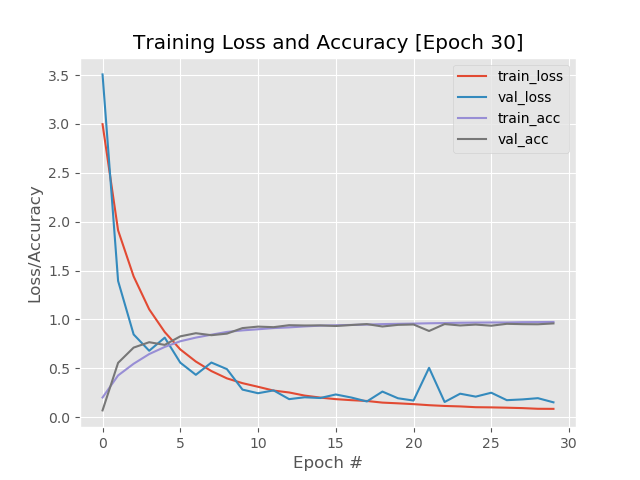 Training Loss and Accuracy [Epoch 30]
train_loss
val_loss
train_acc
val_acc
3.5
3.0
2.5
2.0
1.5
1.0
0.5
0.0
Loss/Accuracy
0 5 10 15 20 25 30
Epoch #